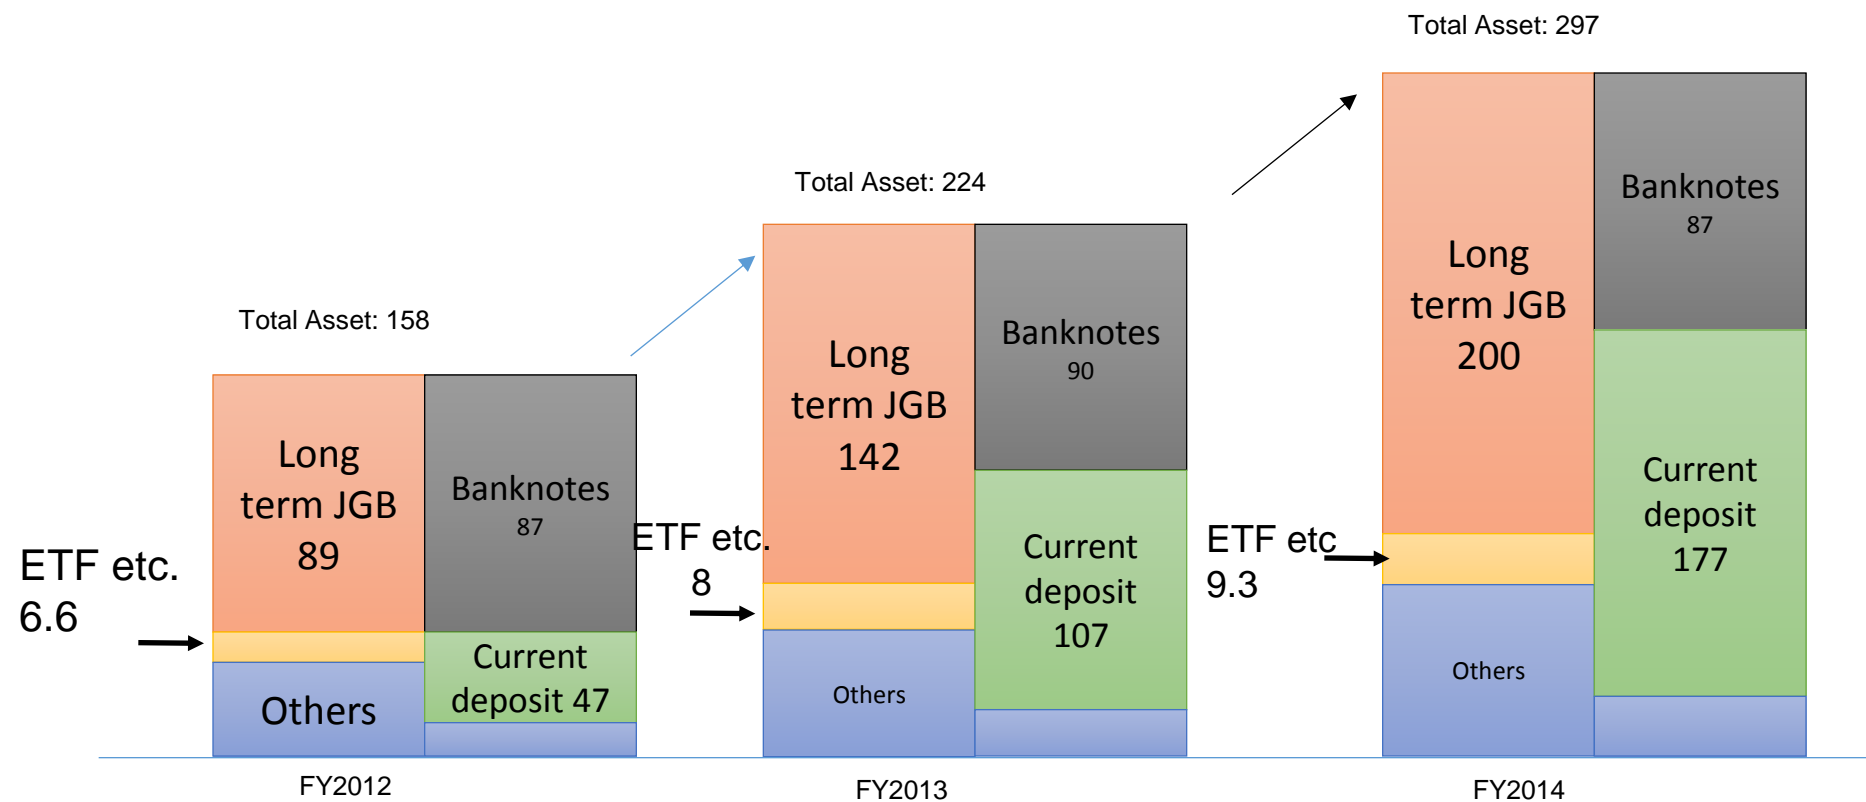 Total Asset: 158
ETF etc.
6.6
Long
term JGB
89
Others
Banknotes
87
Current
deposit 47
FY2012
Total Asset: 224
ETF etc.
8
Long
term JGB
142
Others
Banknotes
90
Current
deposit
107
FY2013
Total Asset: 297
ETF etc
9.3
Long
term JGB
200
Others
Banknotes
87
Current
deposit
177
FY2014